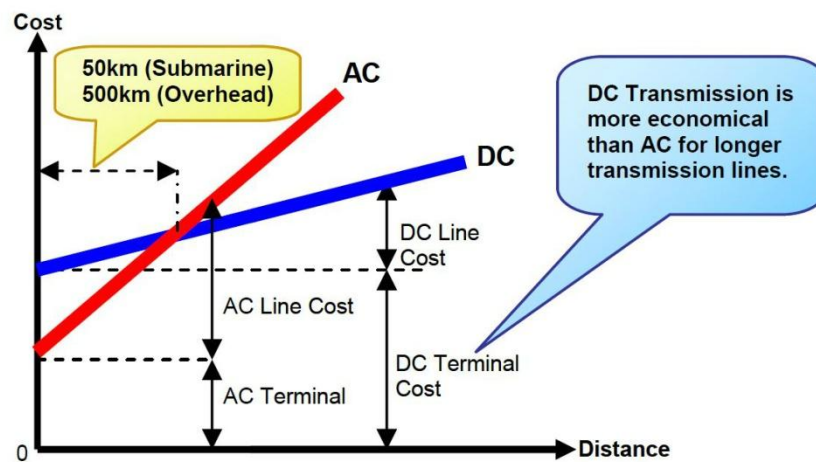 Cost
50km (Submarine)
500km (Overhead)
AC
DC
DC Transmission is
more economical
than AC for longer
transmission lines.
DC Line
Cost
AC Line Cost
DC Terminal
Cost
AC Terminal
0
Distance